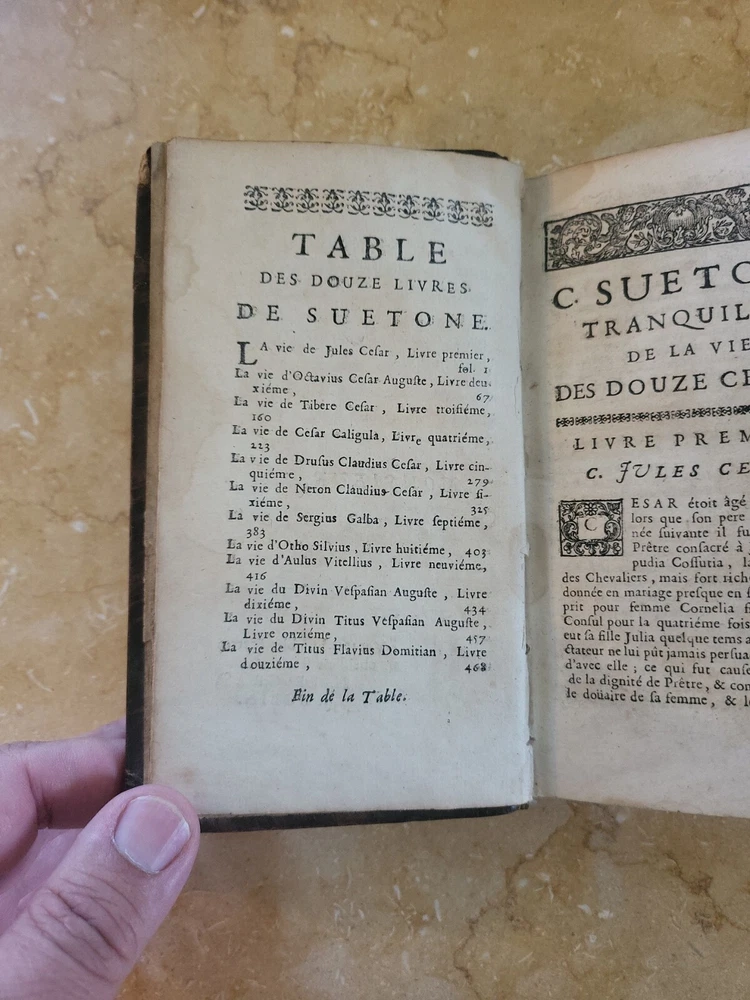 TABLE
DES DOUZE LIVRES
DE SUETONE.
LA vie de Jules Cesar, Livre premier,
fol. 1
La vie d'Octavius Cesar Auguste, Livre deu-
xiéme, 67
La vie de Tibere Cesar, Livre troisiéme,
160
La vie de Cesar Caligula, Livre quatriéme,
223
La vie de Drusus Claudius Cesar, Livre cin-
quiéme, 279
La vie de Neron Claudius Cesar, Livre si-
xiéme, 325
La vie de Sergius Galba, Livre septiéme,
383
La vie d'Otho Silvius, Livre huitiéme, 403
La vie d'Aulus Vitellius, Livre neuviéme,
416
La vie du Divin Vespasian Auguste, Livre
dixiéme, 434
La vie du Divin Titus Vespasian Auguste,
Livre onziéme, 457
La vie de Titus Flavius Domitian, Livre
douziéme, 468
Fin de la Table.
C. SUETO
TRANQUIL
DE LA VIE
DES DOUZE CE
LIVRE PREM
C. JULES CE
CESAR étoit âgé
lors que son pere
née suivante il fu
Prêtre consacré à
pudia Cossutia, la
des Chevaliers, mais fort rich
donnée en mariage presque en
prit pour femme Cornelia fi
Consul pour la quatriéme fois
eut sa fille Julia quelque tems a
ctateur ne lui pût jamais persua
d'avec elle; ce qui fut cause
de la dignité de Prêtre, & con
le doüaire de sa femme, & l